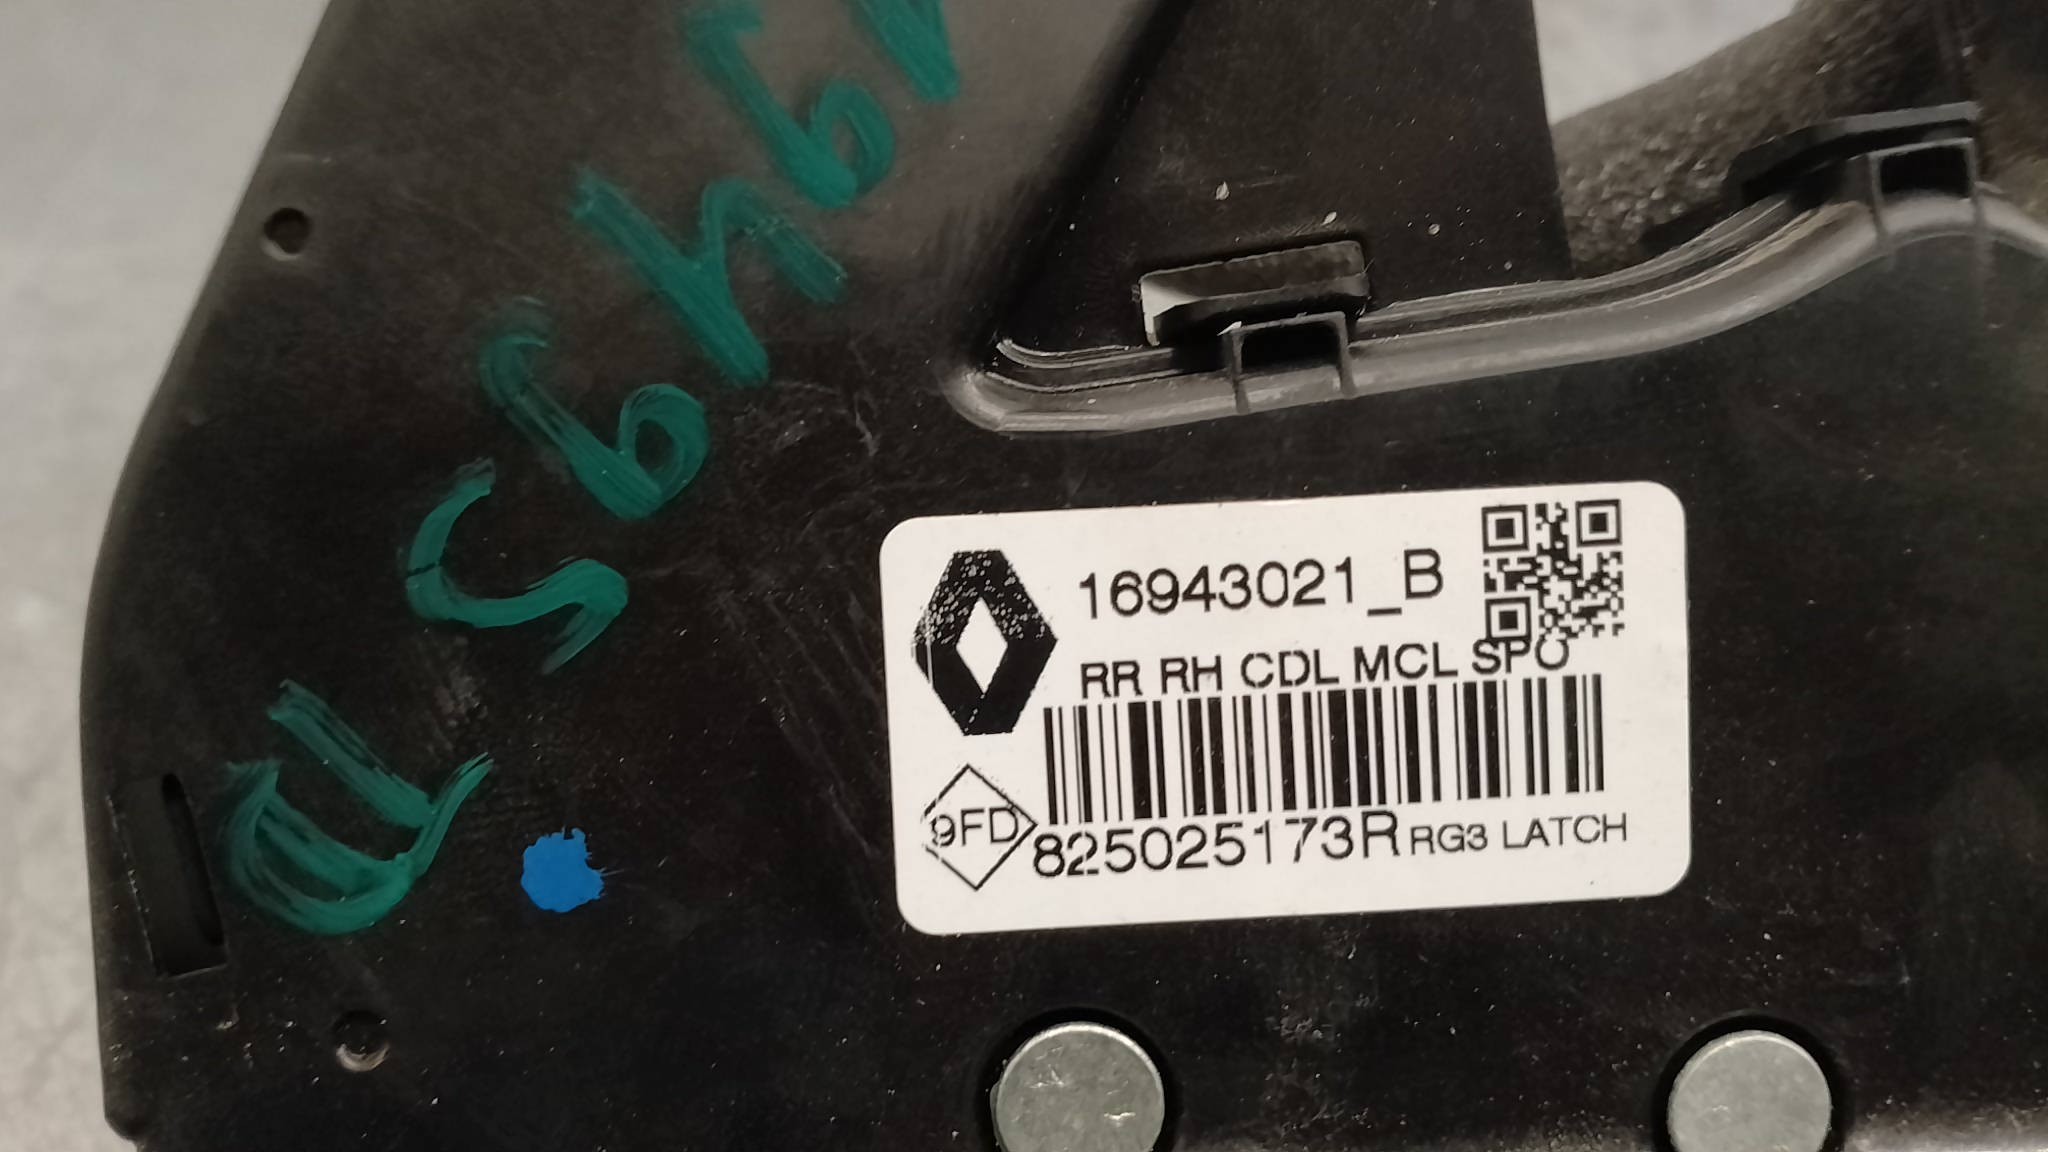 16943021_B
RR RH CDL MCL SPO
9FD
825025173R RG3 LATCH